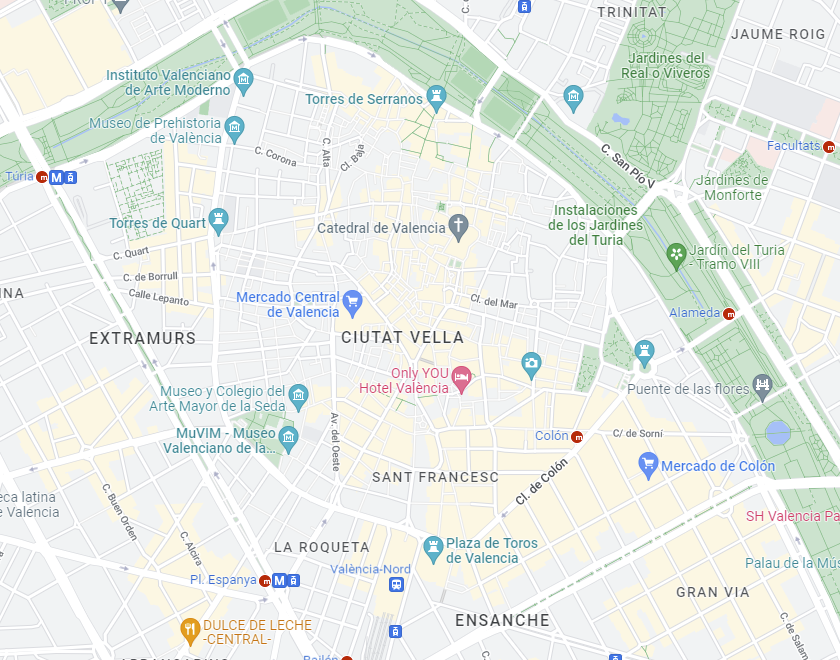 TRINITAT
JAUME ROIG
Jardines del
Real o Viveros
Instituto Valenciano
de Arte Moderno
Torres de Serranos
Museo de Prehistoria
de València
C. Corona
C. Alta
Cl. Baja
C. San Pío V
Facultats
Túria
M
Jardines de
Monforte
Torres de Quart
Catedral de Valencia
Instalaciones
de los Jardines
del Turia
C. Quart
Jardín del Turia
- Tramo VIII
C. de Borrull
Calle Lepanto
Mercado Central
de Valencia
Cl. del Mar
Alameda
EXTRAMURS
CIUTAT VELLA
Only YOU
Hotel València
Museo y Colegio del
Arte Mayor de la Seda
Puente de las flores
MuVIM - Museo
Valenciano de la...
Av. del Oeste
Colón
C/ de Sorní
Mercado de Colón
SANT FRANCESC
Cl. de Colón
eca latina
e Valencia
C. Buen Orden
C. Alcira
SH Valencia Pa
LA ROQUETA
Plaza de Toros
de Valencia
València-Nord
Palau de la Mús
Pl. Espanya
M
GRAN VIA
DULCE DE LECHE
-CENTRAL-
ENSANCHE
C. de Salam
Bailén